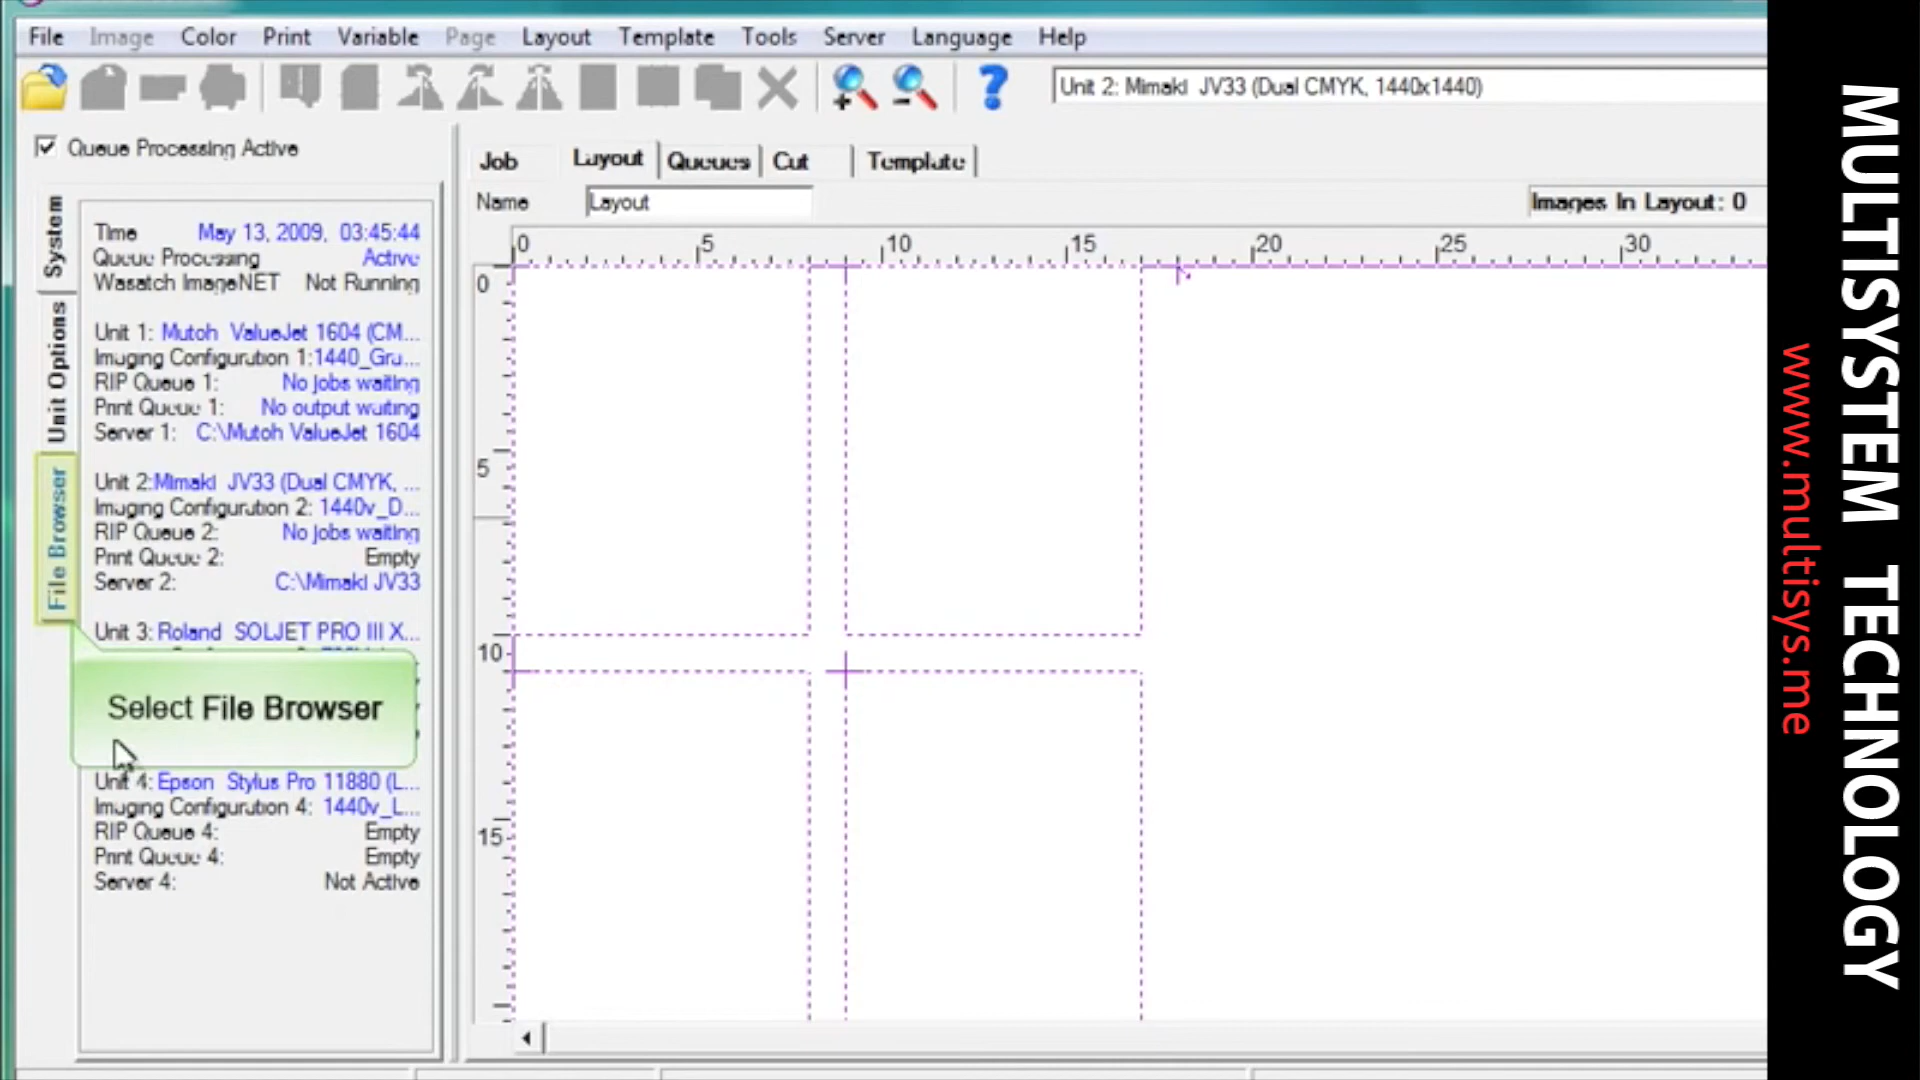 File Image Color Print Variable Page Layout Template Tools Server Language Help
Unit 2: Mimaki JV33 (Dual CMYK, 1440x1440)
Queue Processing Active
Job Layout Queues Cut Template
Name Layout Images In Layout: 0
0 5 10 15 20 25 30
0
5
10
15
System
Unit Options
File Browser
Time May 13, 2009, 03:45:44
Queue Processing Active
Wasatch ImageNET Not Running
Unit 1: Mutoh ValueJet 1604 (CM...
Imaging Configuration 1: 1440_Gra...
RIP Queue 1: No jobs waiting
Print Queue 1: No output waiting
Server 1: C:\Mutoh ValueJet 1604
Unit 2: Mimaki JV33 (Dual CMYK, ...
Imaging Configuration 2: 1440v_D...
RIP Queue 2: No jobs waiting
Print Queue 2: Empty
Server 2: C:\Mimaki JV33
Unit 3: Roland SOLJET PRO III X...
Select File Browser
Unit 4: Epson Stylus Pro 11880 (L...
Imaging Configuration 4: 1440v_L...
RIP Queue 4: Empty
Print Queue 4: Empty
Server 4: Not Active
MULTISYSTEM TECHNOLOGY
www.multisys.me